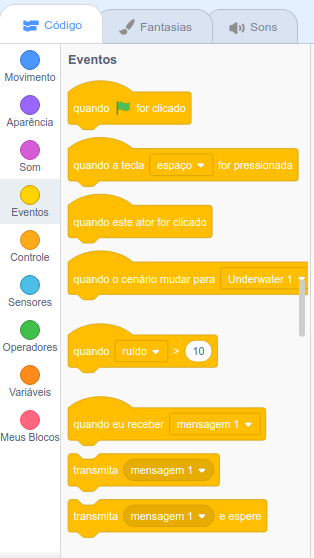 Código
Fantasias
Sons
Movimento
Aparência
Som
Eventos
Controle
Sensores
Operadores
Variáveis
Meus Blocos
Eventos
quando for clicado
quando a tecla espaço for pressionada
quando este ator for clicado
quando o cenário mudar para Underwater 1
quando ruído > 10
quando eu receber mensagem 1
transmita mensagem 1
transmita mensagem 1 e espere